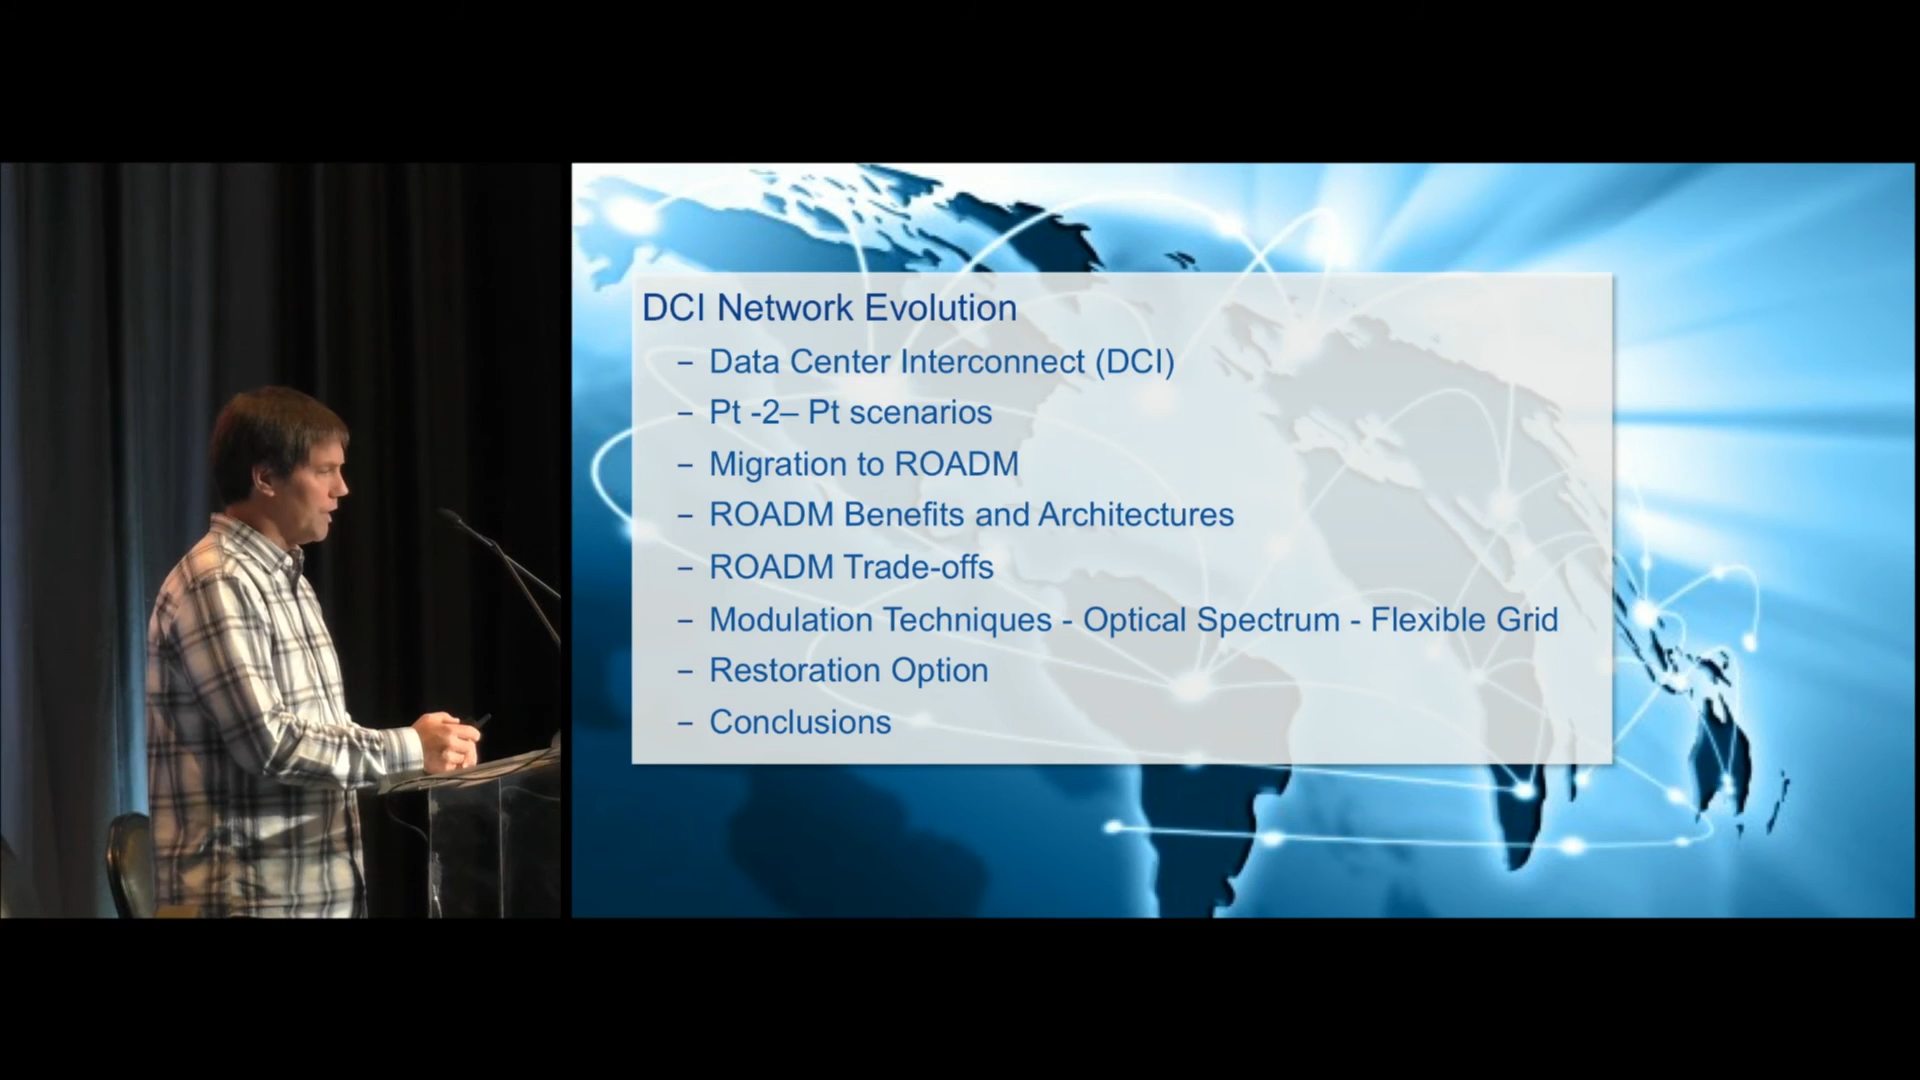 DCI Network Evolution
– Data Center Interconnect (DCI)
– Pt -2– Pt scenarios
– Migration to ROADM
– ROADM Benefits and Architectures
– ROADM Trade-offs
– Modulation Techniques - Optical Spectrum - Flexible Grid
– Restoration Option
– Conclusions